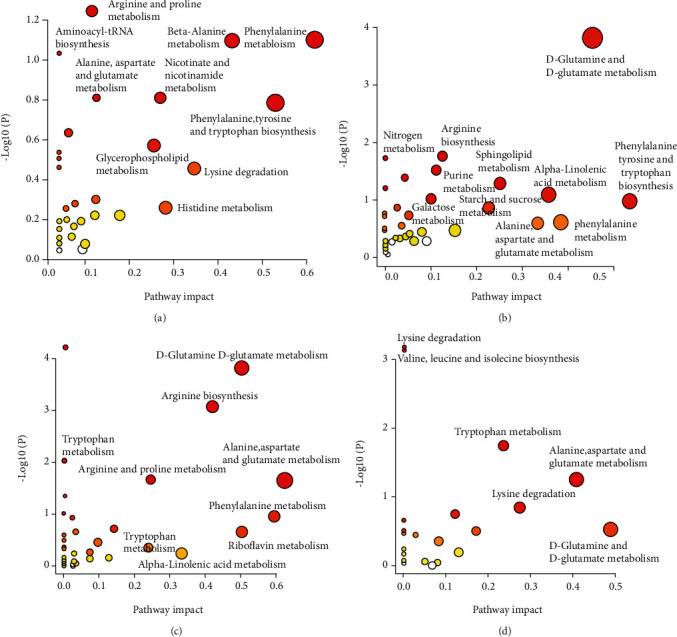 Arginine and proline
metabolism
Aminoacyl-tRNA
biosynthesis
Beta-Alanine
metabolism
Phenylalanine
metabloism
Alanine, aspartate
and glutamate
metabolism
Nicotinate and
nicotinamide
metabolism
Phenylalanine,tyrosine
and tryptophan biosynthesis
Glycerophospholipid
metabolism
Lysine degradation
Histidine metabolism
1.2
1.0
0.8
0.6
0.4
0.2
0.0
-Log10 (P)
0.0 0.1 0.2 0.3 0.4 0.5 0.6
Pathway impact
(a)
D-Glutamine and
D-glutamate metabolism
Nitrogen
metabolism
Arginine
biosynthesis
Sphingolipid
metabolism
Alpha-Linolenic
acid metabolism
Phenylalanine
tyrosine and
tryptophan
biosynthesis
Purine
metabolism
Starch and sucrose
metabolism
Galactose
metabolism
Alanine,
aspartate and
glutamate metabolism
phenylalanine
metabolism
4
3
2
1
0
-Log10 (P)
0.0 0.1 0.2 0.3 0.4 0.5
Pathway impact
(b)
D-Glutamine D-glutamate metabolism
Arginine biosynthesis
Tryptophan
metabolism
Alanine,aspartate
and glutamate metabolism
Arginine and proline metabolism
Phenylalanine metabolism
Tryptophan
metabolism
Riboflavin metabolism
Alpha-Linolenic acid metabolism
4
3
2
1
0
-Log10 (P)
0.0 0.1 0.2 0.3 0.4 0.5 0.6
Pathway impact
(c)
Lysine degradation
Valine, leucine and isolecine biosynthesis
Tryptophan metabolism
Alanine,aspartate and
glutamate metabolism
Lysine degradation
D-Glutamine and
D-glutamate metabolism
3
2
1
0
-Log10 (P)
0.0 0.1 0.2 0.3 0.4 0.5
Pathway impact
(d)